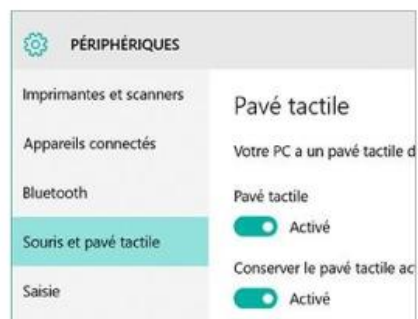 PÉRIPHÉRIQUES
Imprimantes et scanners
Appareils connectés
Bluetooth
Souris et pavé tactile
Saisie
Pavé tactile
Votre PC a un pavé tactile d
Pavé tactile
Activé
Conserver le pavé tactile ac
Activé